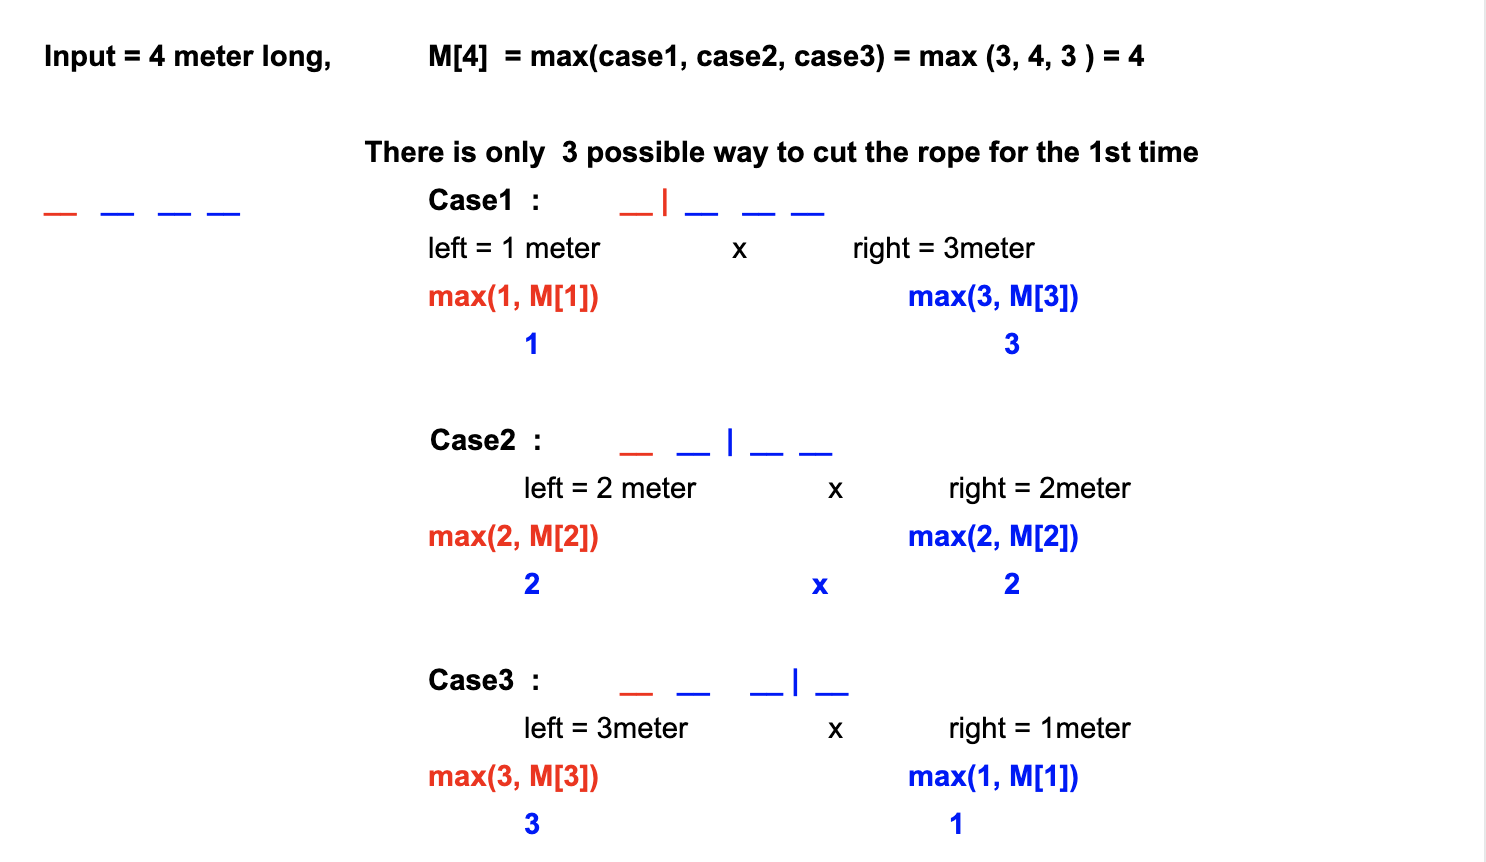 Input = 4 meter long, M[4] = max(case1, case2, case3) = max (3, 4, 3 ) = 4
There is only 3 possible way to cut the rope for the 1st time
__ __ __ __ Case1 : __ | __ __ __
left = 1 meter x right = 3meter
max(1, M[1]) max(3, M[3])
1 3
Case2 : __ __ | __ __
left = 2 meter x right = 2meter
max(2, M[2]) max(2, M[2])
2 x 2
Case3 : __ __ __ | __
left = 3meter x right = 1meter
max(3, M[3]) max(1, M[1])
3 1